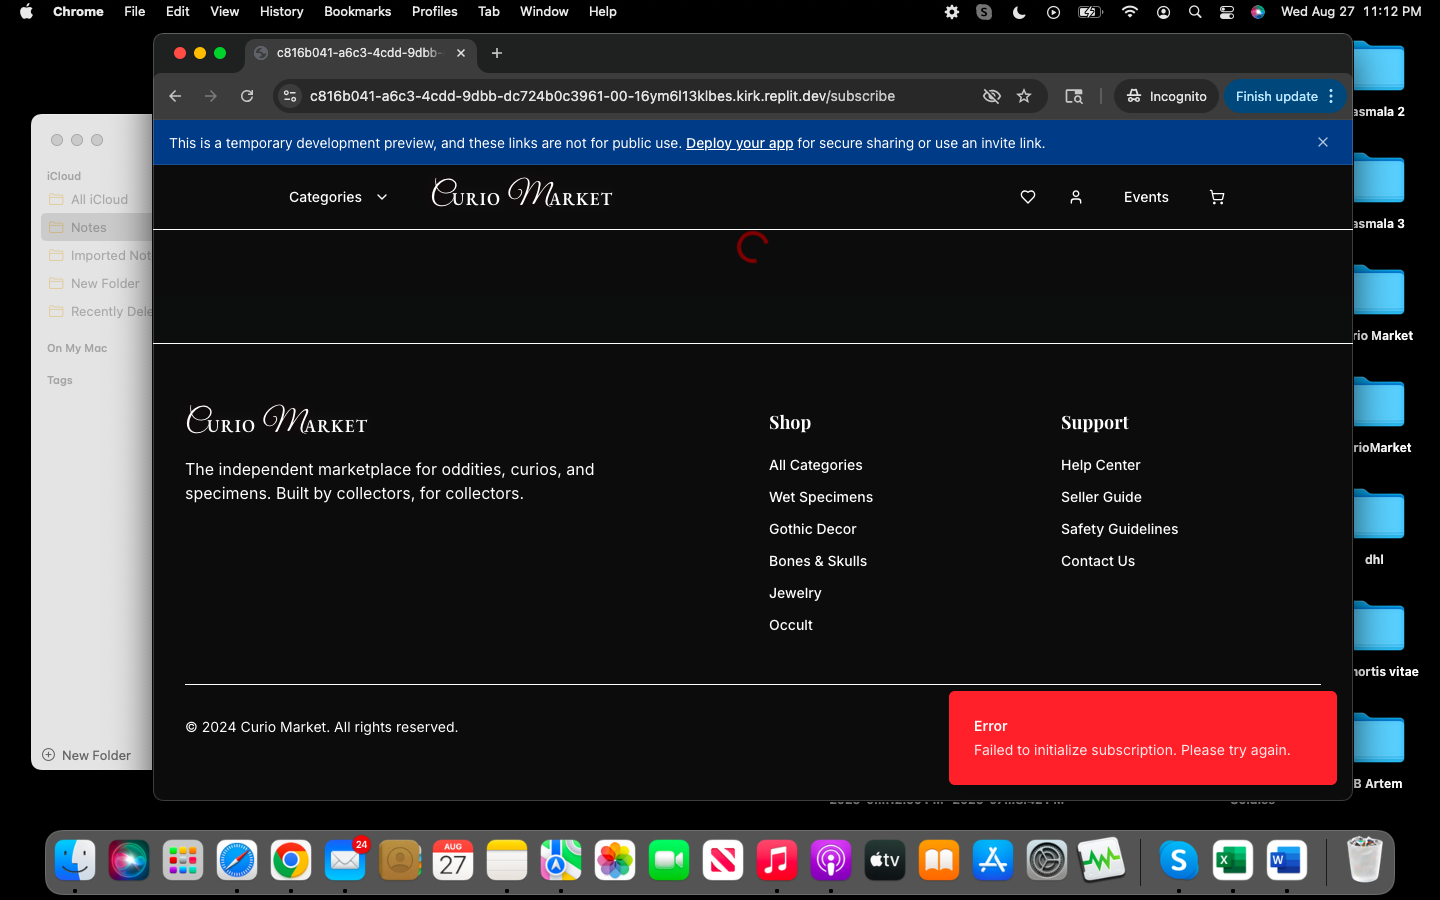 Chrome File Edit View History Bookmarks Profiles Tab Window Help
Wed Aug 27 11:12 PM
c816b041-a6c3-4cdd-9dbb-
c816b041-a6c3-4cdd-9dbb-dc724b0c3961-00-16ym6l13klbes.kirk.replit.dev/subscribe
Incognito
Finish update
This is a temporary development preview, and these links are not for public use. Deploy your app for secure sharing or use an invite link.
Categories
Curio Market
Events
iCloud
All iCloud
Notes
Imported Not
New Folder
Recently Dele
On My Mac
Tags
New Folder
Curio Market
The independent marketplace for oddities, curios, and
specimens. Built by collectors, for collectors.
Shop
All Categories
Wet Specimens
Gothic Decor
Bones & Skulls
Jewelry
Occult
Support
Help Center
Seller Guide
Safety Guidelines
Contact Us
© 2024 Curio Market. All rights reserved.
Error
Failed to initialize subscription. Please try again.
asmala 2
asmala 3
rio Market
rioMarket
dhl
nortis vitae
B Artem
24
AUG
27
tv